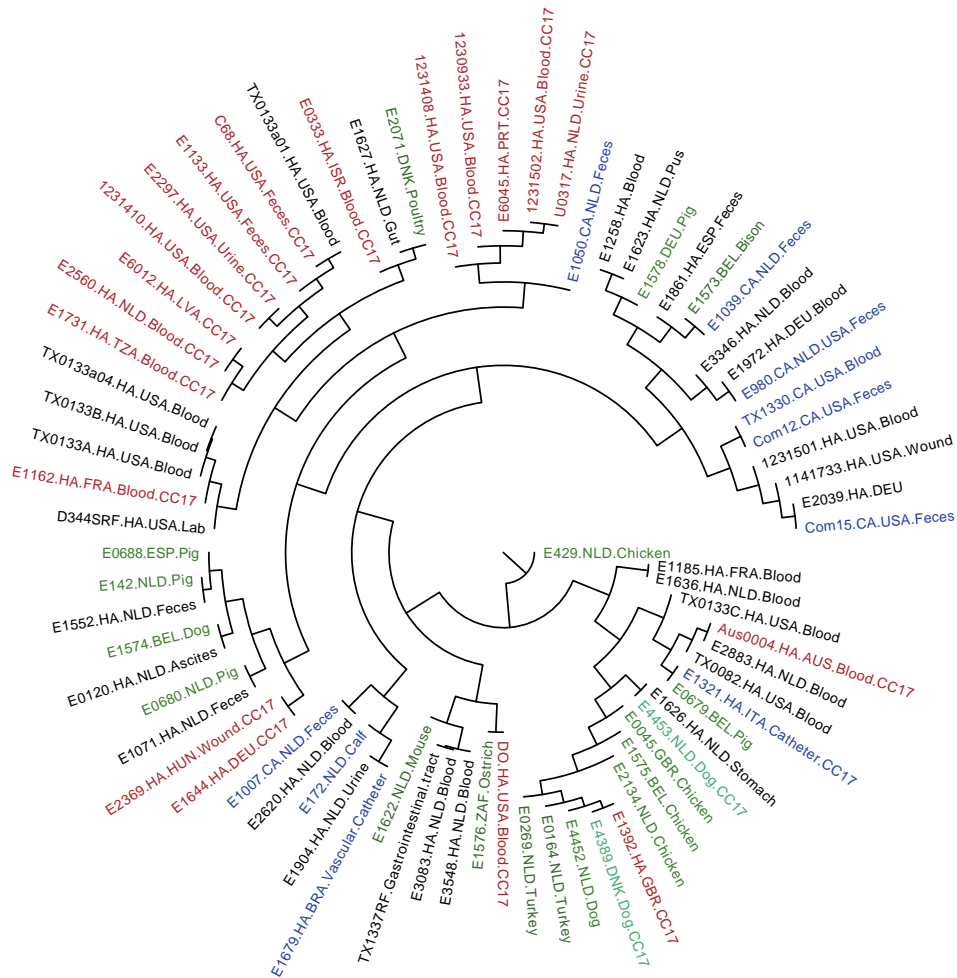 1230933.HA.USA.Blood.CC17
1231502.HA.USA.Blood.CC17
U0317.HA.NLD.Urine.CC17
1231408.HA.USA.Blood.CC17
E6045.HA.PRT.CC17
TX0133a01.HA.USA.Blood
E0333.HA.ISR.Blood.CC17
E2071.DNK.Poultry
C68.HA.USA.Feces.CC17
E1627.HA.NLD.Gut
E1133.HA.USA.Feces.CC17
E1050.CA.NLD.Feces
E1258.HA.Blood
E1623.HA.NLD.Pus
E2297.HA.USA.Urine.CC17
E1578.DEU.Pig
E1861.HA.ESP.Feces
E1573.BEL.Bison
1231410.HA.USA.Blood.CC17
E1039.CA.NLD.Feces
E6012.HA.LVA.CC17
E3346.HA.NLD.Blood
E2560.HA.NLD.Blood.CC17
E1972.HA.DEU.Blood
E1731.HA.TZA.Blood.CC17
E980.CA.NLD.USA.Feces
TX0133a04.HA.USA.Blood
TX1330.CA.USA.Blood
TX0133B.HA.USA.Blood
Com12.CA.USA.Feces
TX0133A.HA.USA.Blood
1231501.HA.USA.Blood
E1162.HA.FRA.Blood.CC17
1141733.HA.USA.Wound
D344SRF.HA.USA.Lab
E2039.HA.DEU
Com15.CA.USA.Feces
E0688.ESP.Pig
E429.NLD.Chicken
E142.NLD.Pig
E1185.HA.FRA.Blood
E1552.HA.NLD.Feces
E1636.HA.NLD.Blood
E1574.BEL.Dog
TX0133C.HA.USA.Blood
E0120.HA.NLD.Ascites
Aus0004.HA.AUS.Blood.CC17
E0680.NLD.Pig
E2883.HA.NLD.Blood
E1071.HA.NLD.Feces
TX0082.HA.USA.Blood
E2369.HA.HUN.Wound.CC17
E1321.HA.ITA.Catheter.CC17
E1644.HA.DEU.CC17
E0679.BEL.Pig
E1007.CA.NLD.Feces
E1626.HA.NLD.Stomach
E2620.HA.NLD.Blood
E4453.NLD.Dog.CC17
E172.NLD.Calf
E0045.GBR.Chicken
E1904.HA.NLD.Urine
E1575.BEL.Chicken
E1679.HA.BRA.Vascular.Catheter
E2134.NLD.Chicken
E1622.NLD.Mouse
E1392.HA.GBR.CC17
TX1337RF.Gastrointestinal.tract
E4389.DNK.Dog.CC17
E3083.HA.NLD.Blood
E4452.NLD.Dog
E3548.HA.NLD.Blood
E0164.NLD.Turkey
E1576.ZAF.Ostrich
E0269.NLD.Turkey
DO.HA.USA.Blood.CC17